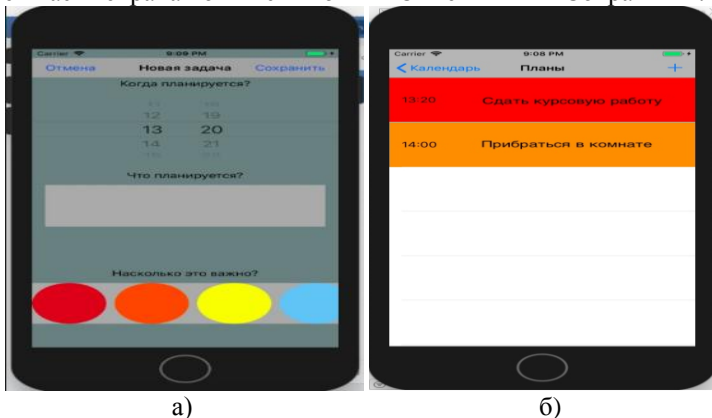 Carrier 9:09 PM
Отмена Новая задача Сохранить
Когда планируется?
12 19
13 20
14 21
Что планируется?
Насколько это важно?
а)
Carrier 9:08 PM
Календарь Планы +
13:20 Сдать курсовую работу
14:00 Прибраться в комнате
б)